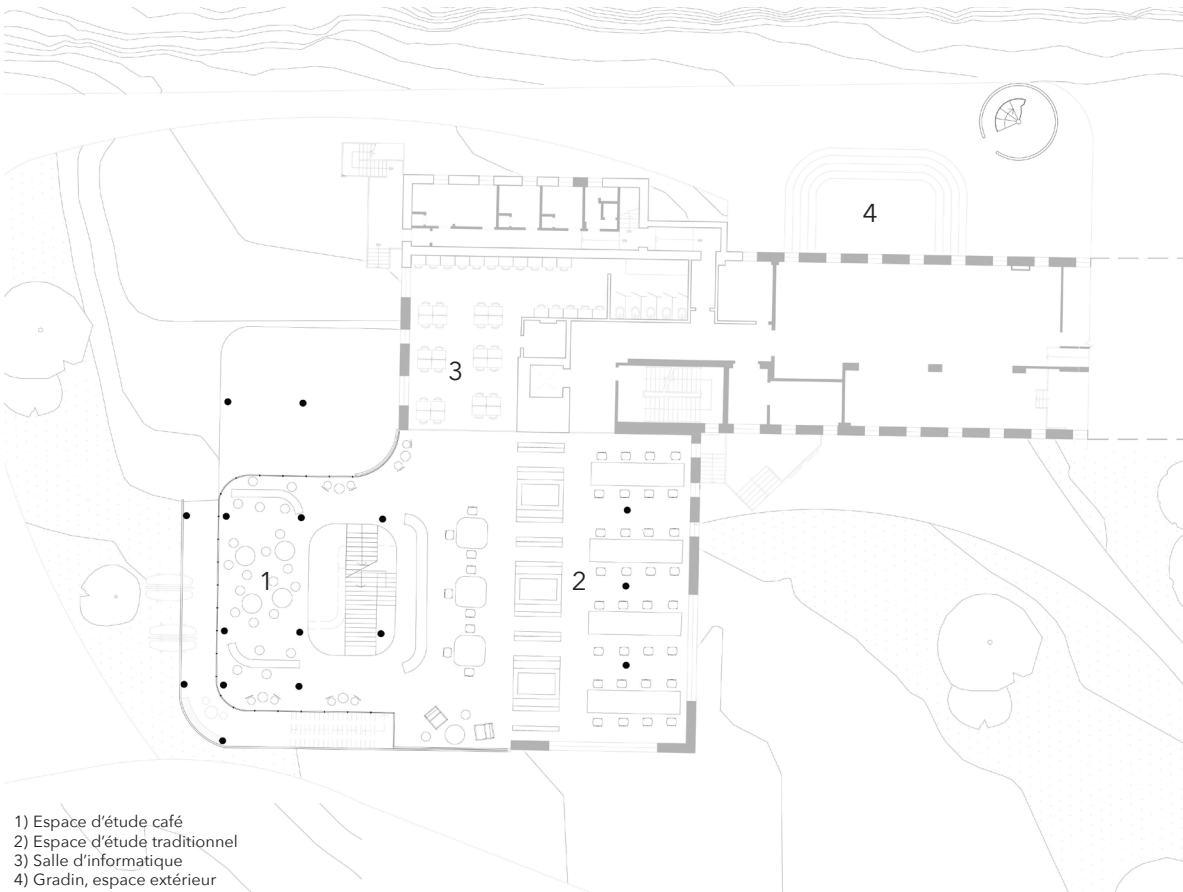 4
3
1
2
1) Espace d'étude café
2) Espace d'étude traditionnel
3) Salle d'informatique
4) Gradin, espace extérieur